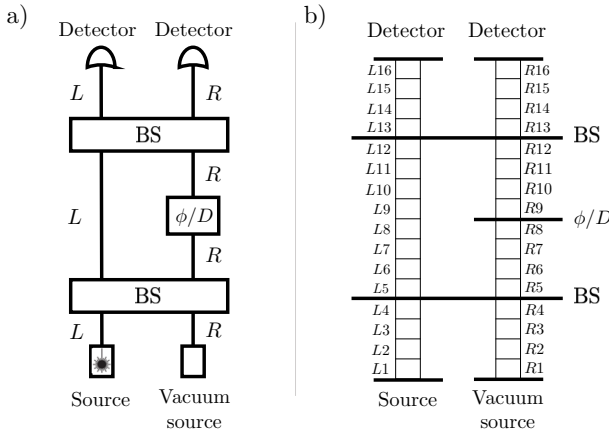 a)
Detector Detector
L R
BS
R
L
ϕ/D
R
BS
L R
Source Vacuum
source
b)
Detector Detector
L16 R16
L15 R15
L14 R14
L13 R13
BS
L12 R12
L11 R11
L10 R10
L9 R9
ϕ/D
L8 R8
L7 R7
L6 R6
L5 R5
BS
L4 R4
L3 R3
L2 R2
L1 R1
Source Vacuum
source